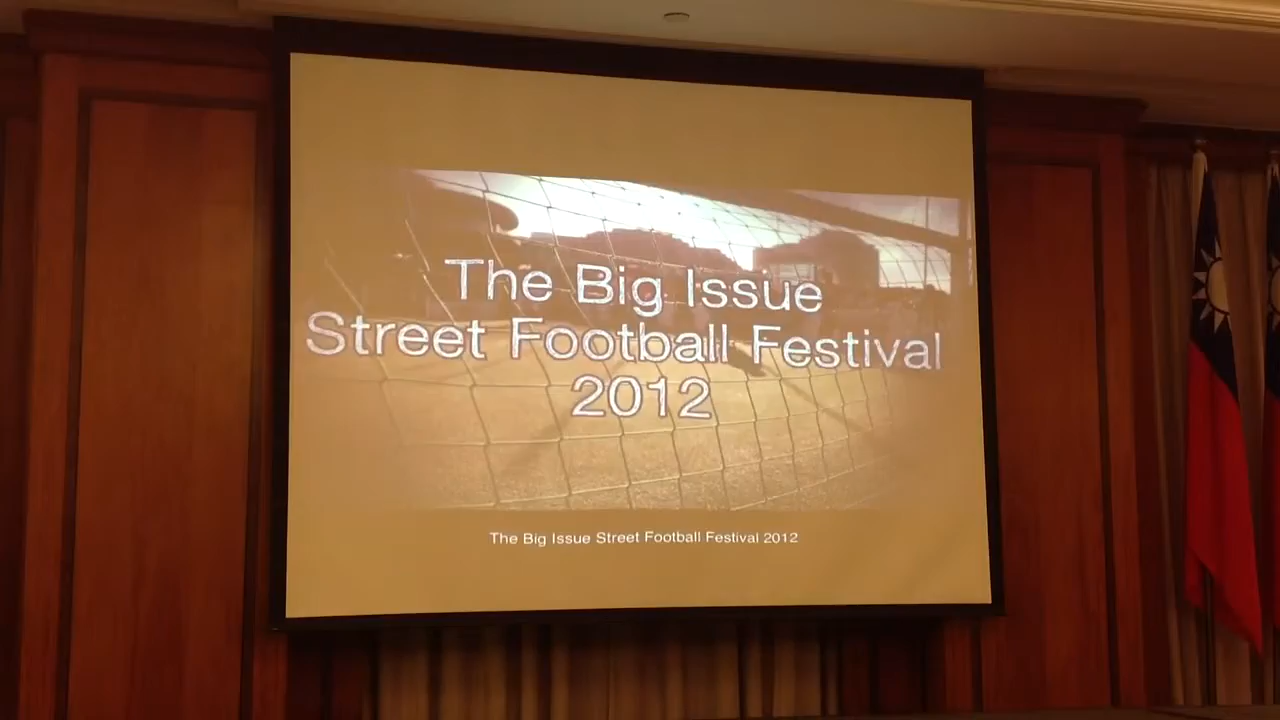 The Big Issue
Street Football Festival
2012
The Big Issue Street Football Festival 2012